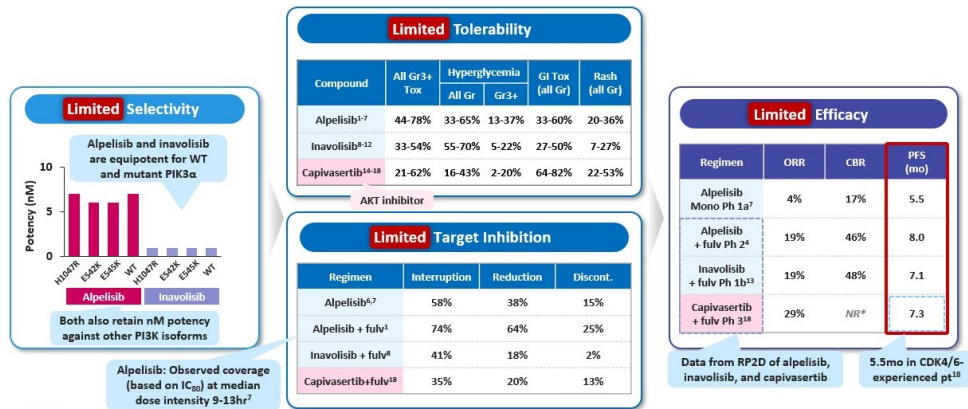 Limited Selectivity
Alpelisib and inavolisib
are equipotent for WT
and mutant PIK3α
Potency (nM)
10
5
0
H1047R
E542K
E545K
WT
H1047R
E542K
E545K
WT
Alpelisib
Inavolisib
Both also retain nM potency
against other PI3K isoforms
Limited Tolerability
Compound
All Gr3+
Tox
Hyperglycemia
All Gr
Gr3+
GI Tox
(all Gr)
Rash
(all Gr)
Alpelisib1-7 44-78% 33-65% 13-37% 33-60% 20-36%
Inavolisib8-12 33-54% 55-70% 5-22% 27-50% 7-27%
Capivasertib14-18 21-62% 16-43% 2-20% 64-82% 22-53%
AKT inhibitor
Limited Target Inhibition
Regimen Interruption Reduction Discont.
Alpelisib6,7 58% 38% 15%
Alpelisib + fulv1 74% 64% 25%
Inavolisib + fulv8 41% 18% 2%
Capivasertib+fulv18 35% 20% 13%
Alpelisib: Observed coverage
(based on IC80) at median
dose intensity 9-13hr7
Limited Efficacy
Regimen ORR CBR PFS
(mo)
Alpelisib
Mono Ph 1a7 4% 17% 5.5
Alpelisib
+ fulv Ph 24 19% 46% 8.0
Inavolisib
+ fulv Ph 1b13 19% 48% 7.1
Capivasertib
+ fulv Ph 318 29% NR* 7.3
Data from RP2D of alpelisib,
inavolisib, and capivasertib
5.5mo in CDK4/6-
experienced pt18